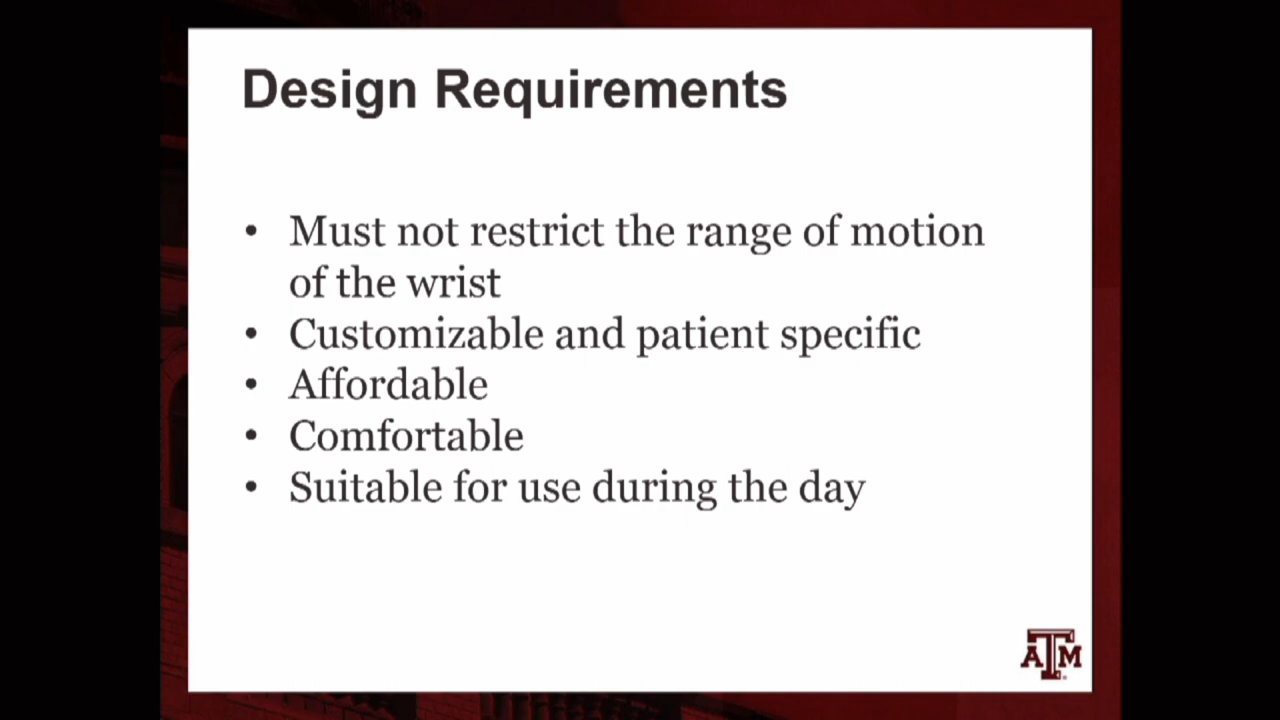 Design Requirements
• Must not restrict the range of motion
of the wrist
• Customizable and patient specific
• Affordable
• Comfortable
• Suitable for use during the day
ATM